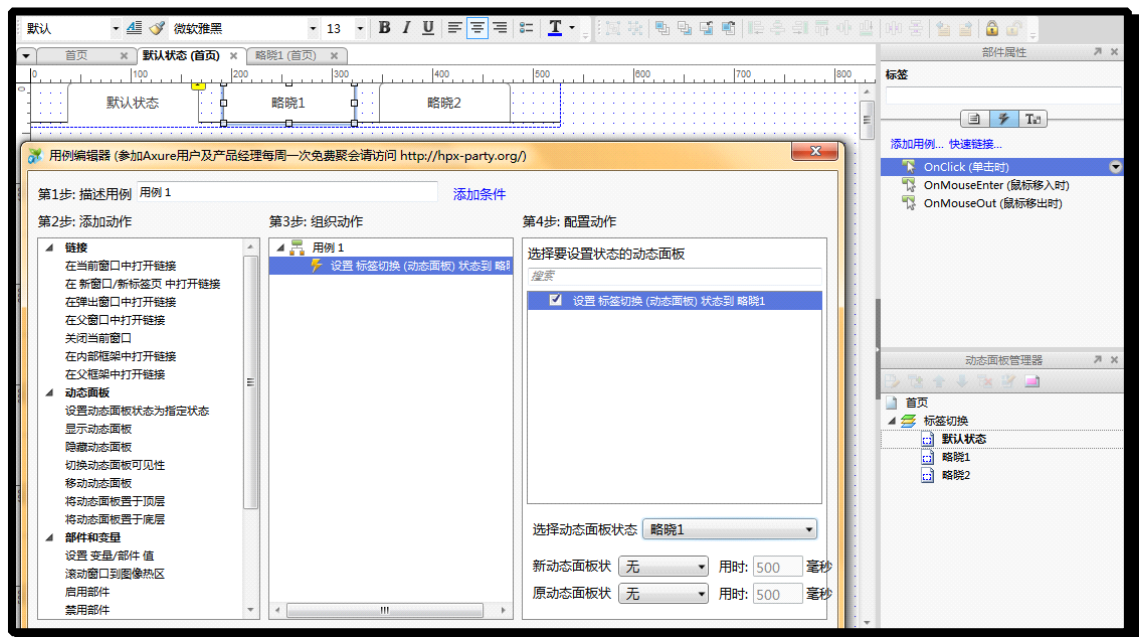 默认 微软雅黑 13 B I U T
首页 默认状态 (首页) 略晓1 (首页)
0 100 200 300 400 500 600 700 800
默认状态 略晓1 略晓2
用例编辑器 (参加Axure用户及产品经理每周一次免费聚会请访问 http://hpx-party.org/)
第1步: 描述用例 用例 1 添加条件
第2步: 添加动作 第3步: 组织动作 第4步: 配置动作
链接
在当前窗口中打开链接
在 新窗口/新标签页 中打开链接
在弹出窗口中打开链接
在父窗口中打开链接
关闭当前窗口
在内部框架中打开链接
在父框架中打开链接
动态面板
设置动态面板状态为指定状态
显示动态面板
隐藏动态面板
切换动态面板可见性
移动动态面板
将动态面板置于顶层
将动态面板置于底层
部件和变量
设置 变量/部件 值
滚动窗口到图像热区
启用部件
禁用部件
用例 1
设置 标签切换 (动态面板) 状态到 略
选择要设置状态的动态面板
搜索
设置 标签切换 (动态面板) 状态到 略晓1
选择动态面板状态 略晓1
新动态面板状 无 用时: 500 毫秒
原动态面板状 无 用时: 500 毫秒
部件属性
标签
添加用例... 快速链接...
OnClick (单击时)
OnMouseEnter (鼠标移入时)
OnMouseOut (鼠标移出时)
动态面板管理器
首页
标签切换
默认状态
略晓1
略晓2